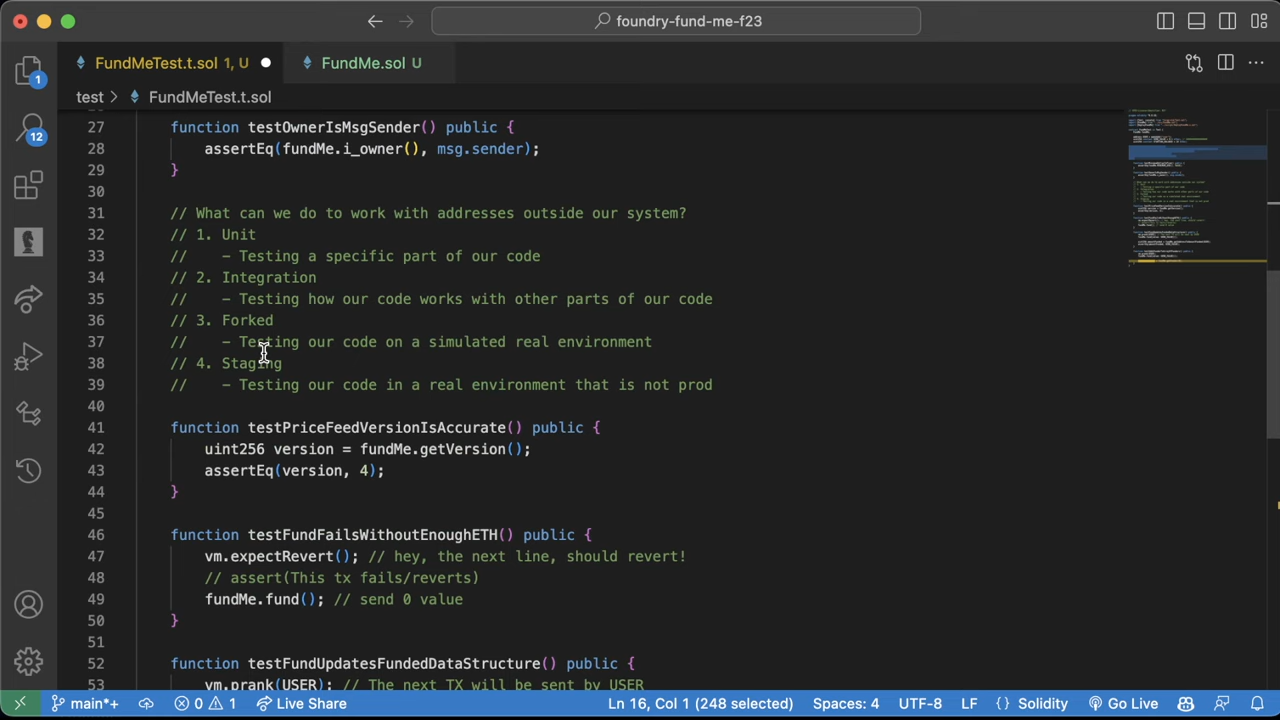 foundry-fund-me-f23
FundMeTest.t.sol 1, U
FundMe.sol U
test > FundMeTest.t.sol
1
12
27 function testOwnerIsMsgSender() public {
28 assertEq(fundMe.i_owner(), msg.sender);
29 }
30
31 // What can we do to work with addresses outside our system?
32 // 1. Unit
33 //    - Testing a specific part of our code
34 // 2. Integration
35 //    - Testing how our code works with other parts of our code
36 // 3. Forked
37 //    - Testing our code on a simulated real environment
38 // 4. Staging
39 //    - Testing our code in a real environment that is not prod
40
41 function testPriceFeedVersionIsAccurate() public {
42 uint256 version = fundMe.getVersion();
43 assertEq(version, 4);
44 }
45
46 function testFundFailsWithoutEnoughETH() public {
47 vm.expectRevert(); // hey, the next line, should revert!
48 // assert(This tx fails/reverts)
49 fundMe.fund(); // send 0 value
50 }
51
52 function testFundUpdatesFundedDataStructure() public {
53 vm.prank(USER); // The next TX will be sent by USER
main*+ 0 1 Live Share Ln 16, Col 1 (248 selected) Spaces: 4 UTF-8 LF {} Solidity Go Live